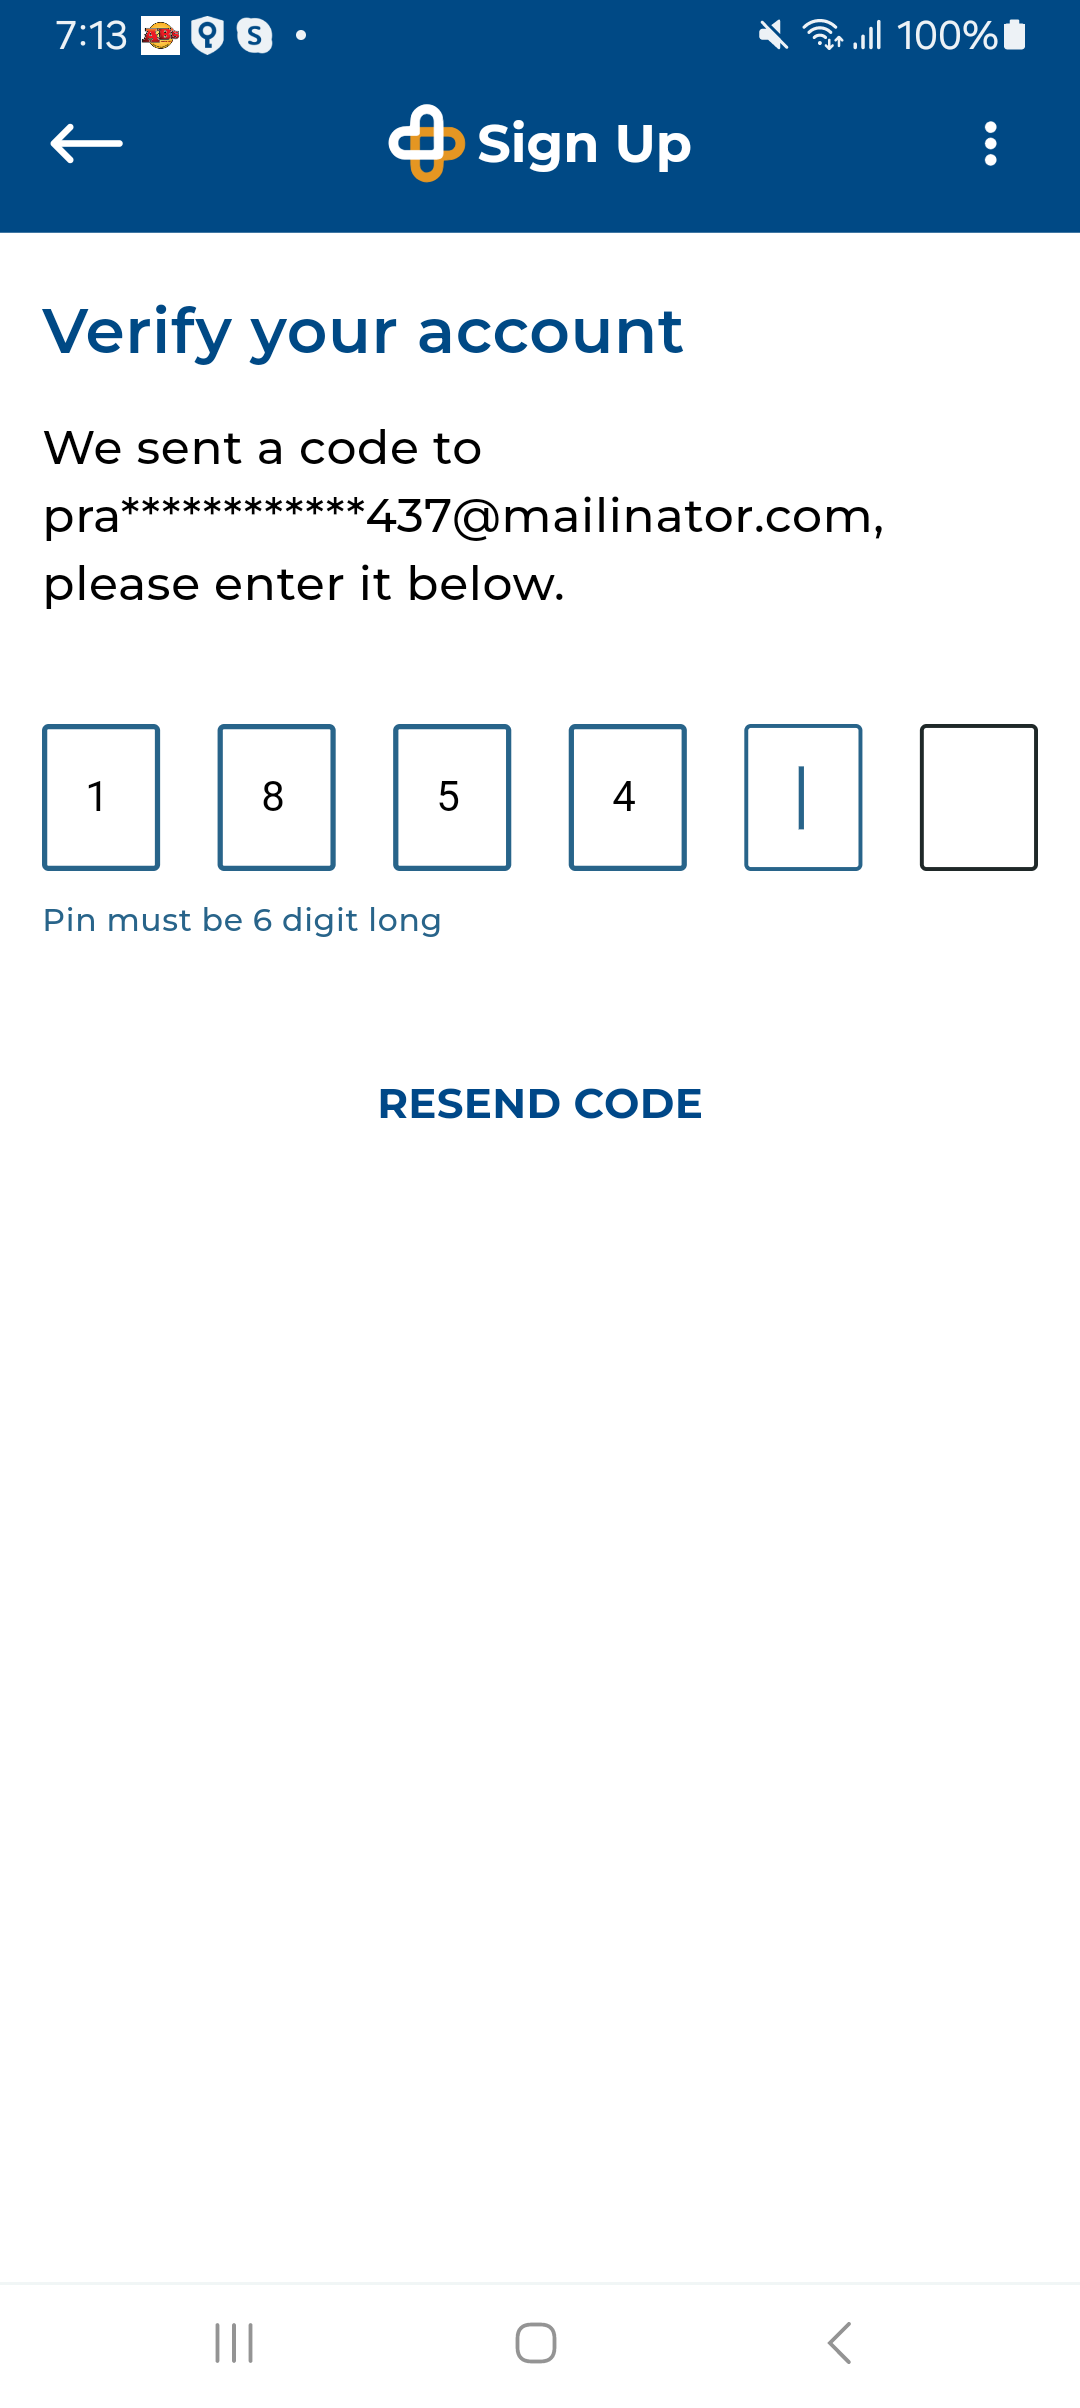 7:13 ABs S 100%
Sign Up
Verify your account
We sent a code to
pra************437@mailinator.com,
please enter it below.
1 8 5 4
Pin must be 6 digit long
RESEND CODE